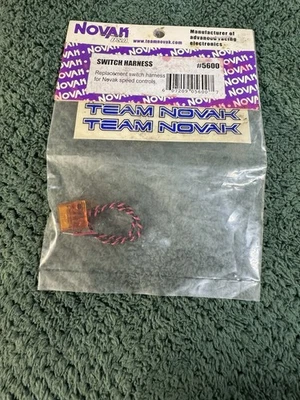 NOVAK
www.teamnovak.com
Manufacturer of
advanced racing
electronics
SWITCH HARNESS
#5600
Replacement switch harness
for Novak speed controls.
TEAM NOVAK
TEAM NOVAK